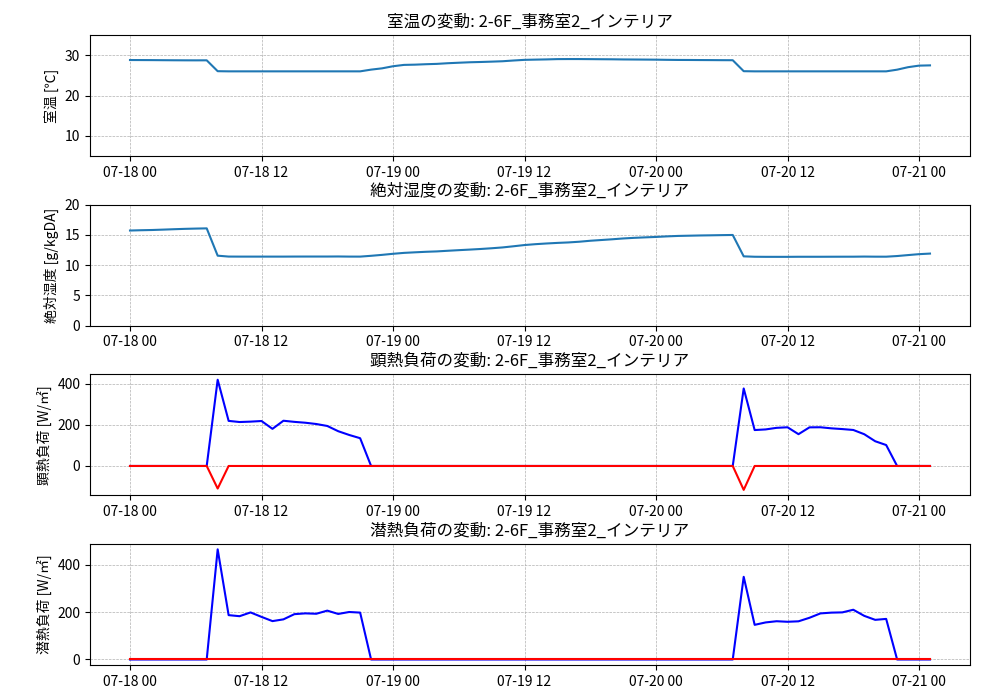 室温の変動: 2-6F_事務室2_インテリア
30
20
10
室温 [℃]
07-18 00 07-18 12 07-19 00 07-19 12 07-20 00 07-20 12 07-21 00
絶対湿度の変動: 2-6F_事務室2_インテリア
20
15
10
5
0
絶対湿度 [g/kgDA]
07-18 00 07-18 12 07-19 00 07-19 12 07-20 00 07-20 12 07-21 00
顕熱負荷の変動: 2-6F_事務室2_インテリア
400
200
0
顕熱負荷 [W/㎡]
07-18 00 07-18 12 07-19 00 07-19 12 07-20 00 07-20 12 07-21 00
潜熱負荷の変動: 2-6F_事務室2_インテリア
400
200
0
潜熱負荷 [W/㎡]
07-18 00 07-18 12 07-19 00 07-19 12 07-20 00 07-20 12 07-21 00